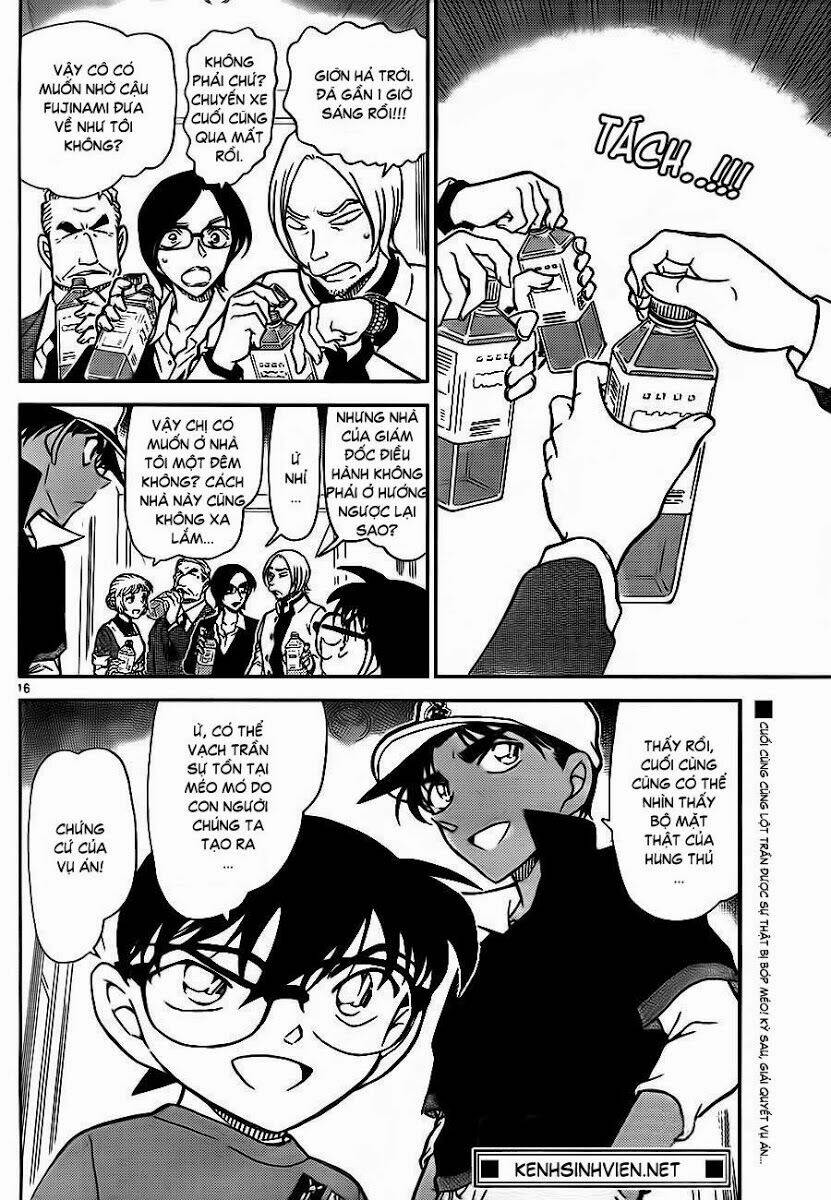 TÁCH...!!!
GIỠN HẢ TRỜI.
ĐÃ GẦN 1 GIỜ
SÁNG RỒI!!!
KHÔNG
PHẢI CHỨ?
CHUYẾN XE
CUỐI CŨNG
QUA MẤT
RỒI.
VẬY CÔ CÓ
MUỐN NHỜ CẬU
FUJINAMI ĐƯA
VỀ NHƯ TÔI
KHÔNG?
NHƯNG NHÀ
CỦA GIÁM
ĐỐC ĐIỀU
HÀNH KHÔNG
PHẢI Ở HƯỚNG
NGƯỢC LẠI
SAO?
Ừ
NHỈ
...
VẬY CHỊ CÓ
MUỐN Ở NHÀ
TÔI MỘT ĐÊM
KHÔNG? CÁCH
NHÀ NÀY CŨNG
KHÔNG XA
LẮM...
16
THẤY RỒI,
CUỐI CÙNG
CŨNG CÓ THỂ
NHÌN THẤY
BỘ MẶT
THẬT CỦA
HUNG THỦ
...
Ừ, CÓ THỂ
VẠCH TRẦN
SỰ TỒN TẠI
MÉO MÓ DO
CON NGƯỜI
CHÚNG TA
TẠO RA
...
CHỨNG
CỨ CỦA
VỤ ÁN!
CUỐI CÙNG CŨNG LỘT TRẦN ĐƯỢC SỰ THẬT BỊ BÓP MÉO! KỲ SAU, GIẢI QUYẾT VỤ ÁN...
KENHSINHVIEN.NET